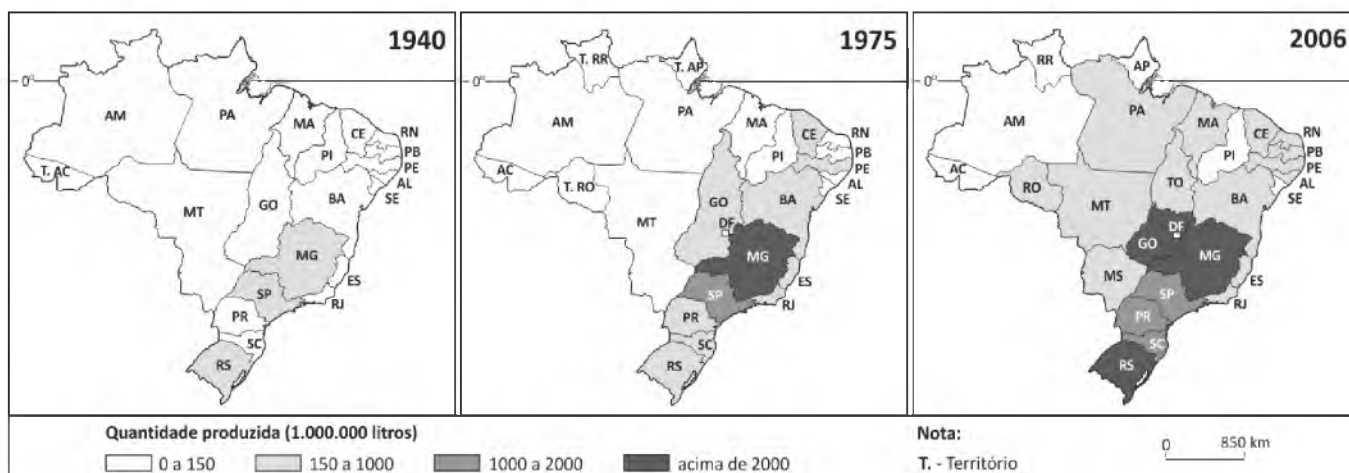 1940
0°
AM
PA
MA
CE
RN
PB
PE
AL
SE
PI
T. AC
BA
MT
GO
MG
ES
SP
RJ
PR
SC
RS
1975
0°
T. RR
T. AP
AM
PA
MA
CE
RN
PB
PE
AL
SE
PI
T. AC
T. RO
BA
GO
DF
MT
MG
ES
SP
RJ
PR
SC
RS
2006
0°
RR
AP
AM
PA
MA
CE
RN
PB
PE
AL
SE
PI
AC
RO
TO
BA
MT
DF
GO
MG
MS
ES
SP
RJ
PR
SC
RS
Quantidade produzida (1.000.000 litros)
0 a 150
150 a 1000
1000 a 2000
acima de 2000
Nota:
T. - Território
0 850 km